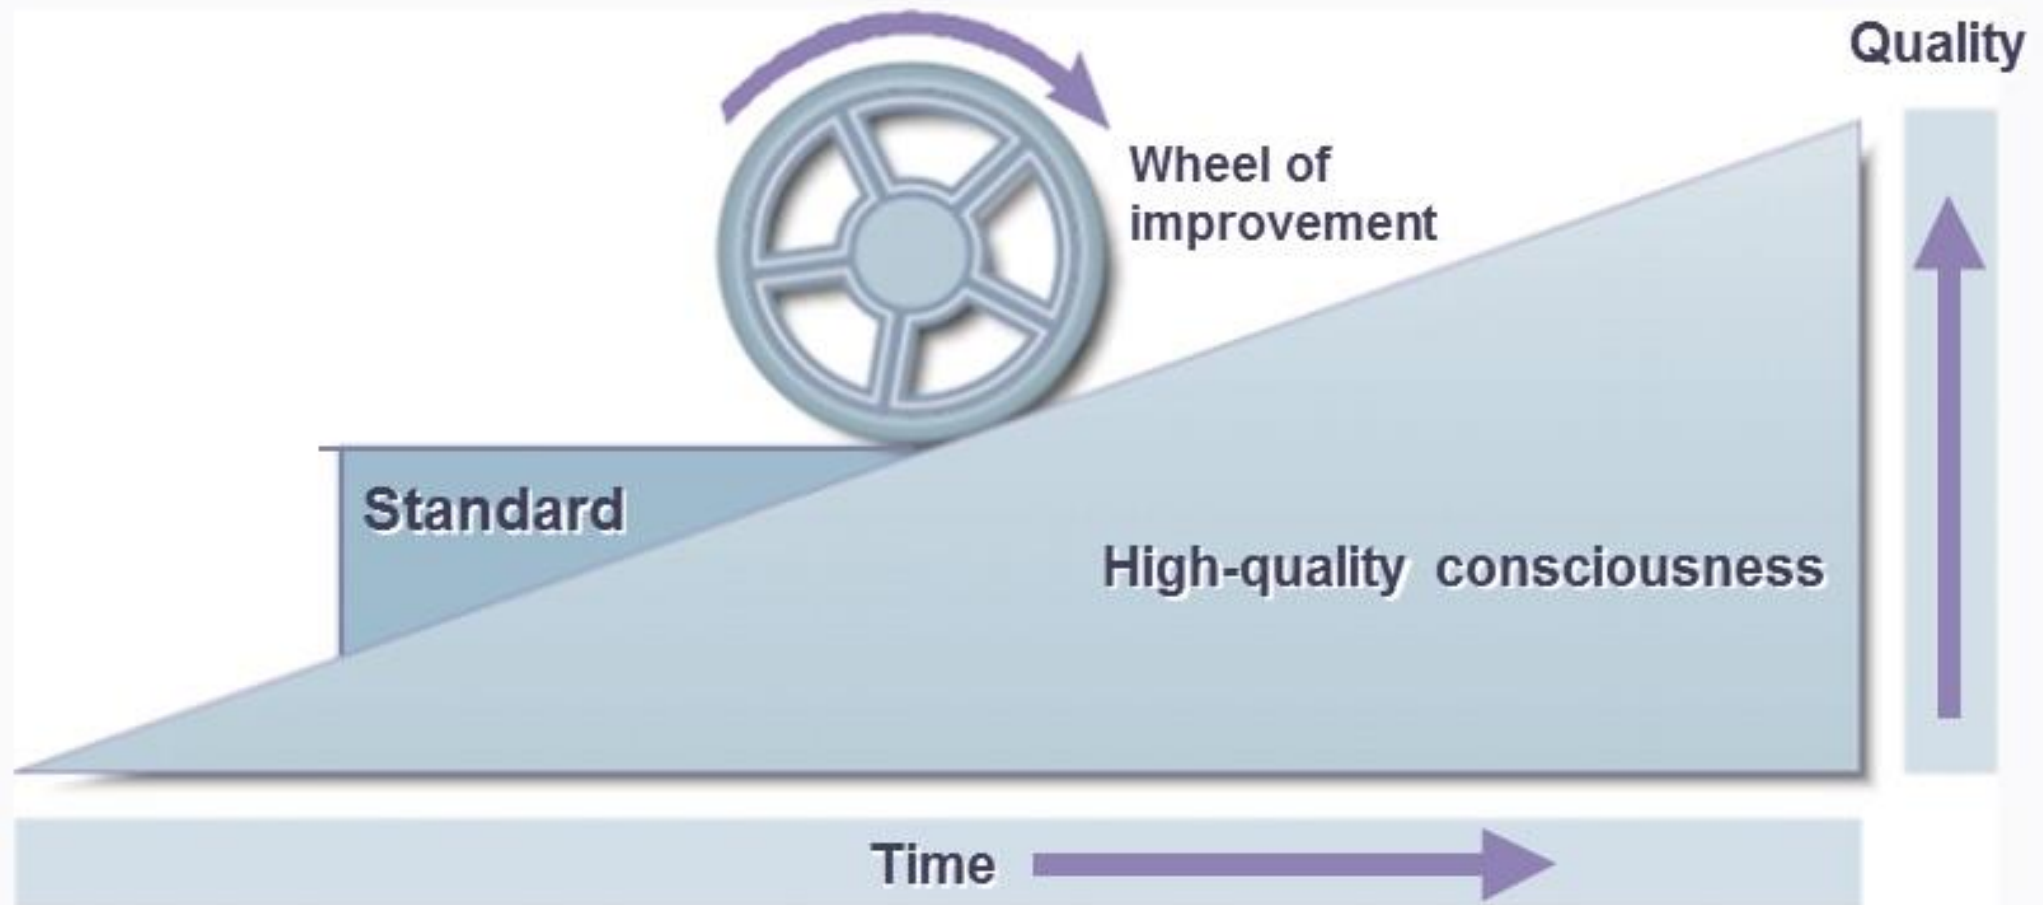 Quality
Wheel of
improvement
Standard
High-quality consciousness
Time